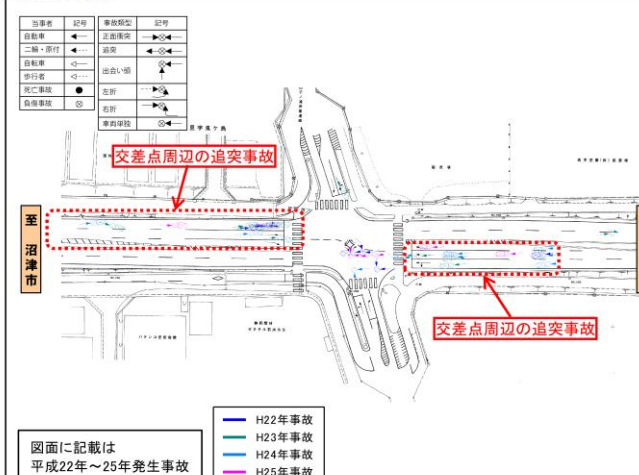 当事者 記号 事故類型 記号
自動車 正面衝突
二輪・原付 追突
自転車 出会い頭
歩行者
死亡事故 左折
負傷事故 右折
車両単独
交差点周辺の追突事故
至 沼津市
交差点周辺の追突事故
H22年事故
H23年事故
H24年事故
H25年事故
図面に記載は
平成22年～25年発生事故